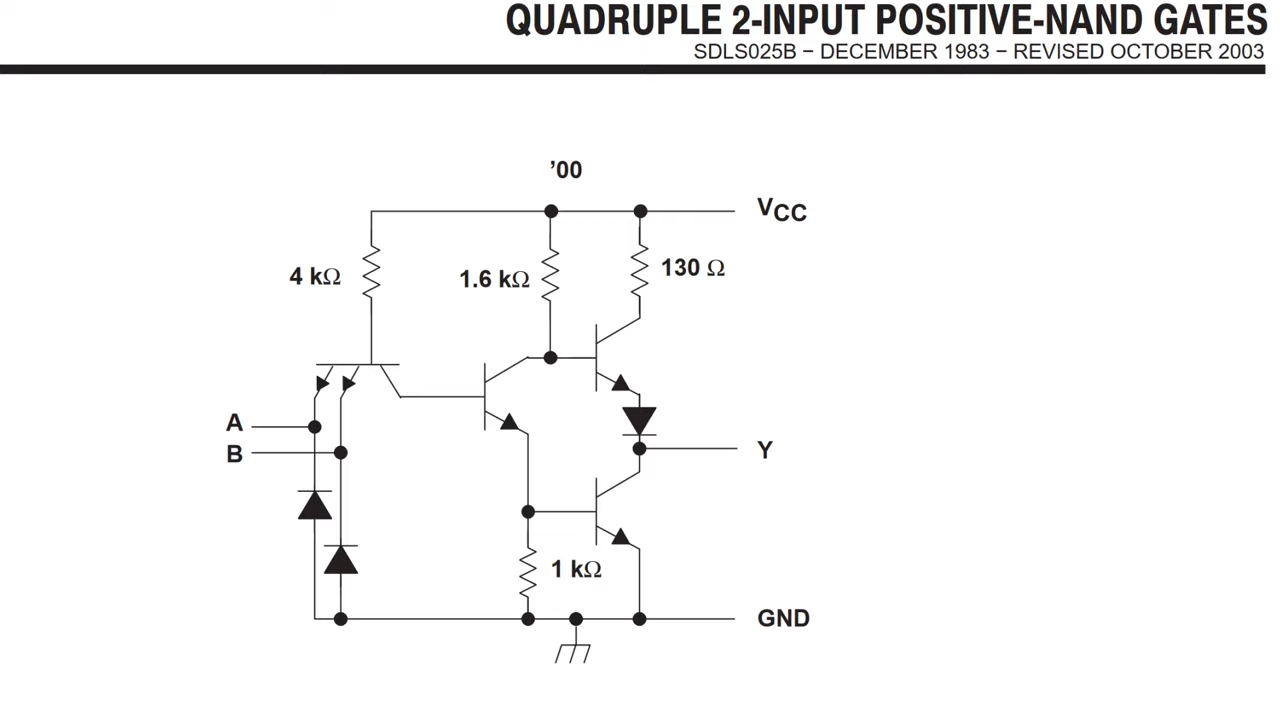 QUADRUPLE 2-INPUT POSITIVE-NAND GATES
SDLS025B − DECEMBER 1983 − REVISED OCTOBER 2003
’00
VCC
4 kΩ
1.6 kΩ
130 Ω
A
B
Y
1 kΩ
GND